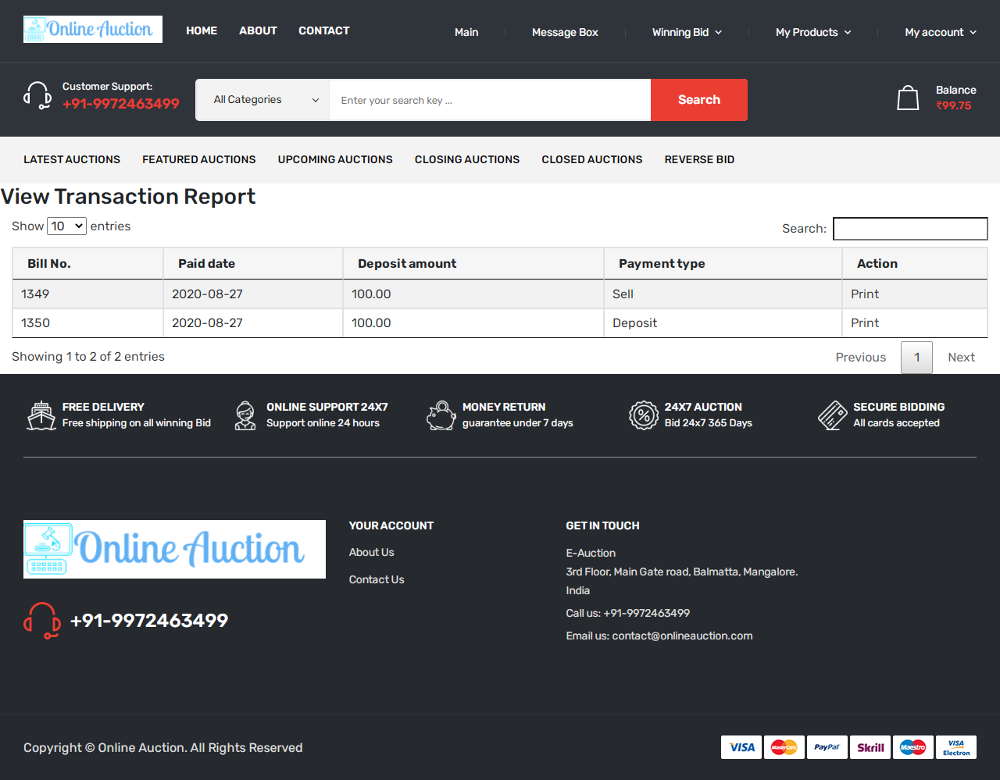 Online Auction
HOME ABOUT CONTACT
Main Message Box Winning Bid My Products My account
Customer Support:
+91-9972463499
All Categories
Enter your search key ...
Search
Balance
₹99.75
LATEST AUCTIONS FEATURED AUCTIONS UPCOMING AUCTIONS CLOSING AUCTIONS CLOSED AUCTIONS REVERSE BID
View Transaction Report
Show 10 entries
Search:
Bill No. Paid date Deposit amount Payment type Action
1349 2020-08-27 100.00 Sell Print
1350 2020-08-27 100.00 Deposit Print
Showing 1 to 2 of 2 entries
Previous 1 Next
FREE DELIVERY
Free shipping on all winning Bid
ONLINE SUPPORT 24X7
Support online 24 hours
MONEY RETURN
guarantee under 7 days
24X7 AUCTION
Bid 24x7 365 Days
SECURE BIDDING
All cards accepted
Online Auction
+91-9972463499
YOUR ACCOUNT
About Us
Contact Us
GET IN TOUCH
E-Auction
3rd Floor, Main Gate road, Balmatta, Mangalore.
India
Call us: +91-9972463499
Email us: contact@onlineauction.com
Copyright © Online Auction. All Rights Reserved
VISA MasterCard PayPal Skrill Maestro VISA Electron